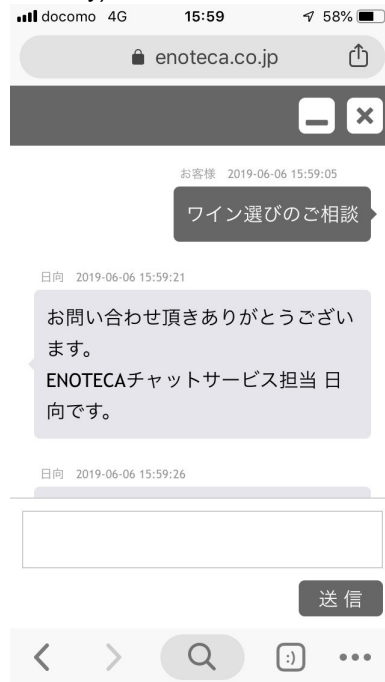 docomo 4G 15:59 58%
enoteca.co.jp
お客様 2019-06-06 15:59:05
ワイン選びのご相談
日向 2019-06-06 15:59:21
お問い合わせ頂きありがとうござい
ます。
ENOTECAチャットサービス担当 日
向です。
日向 2019-06-06 15:59:26
送信
:)